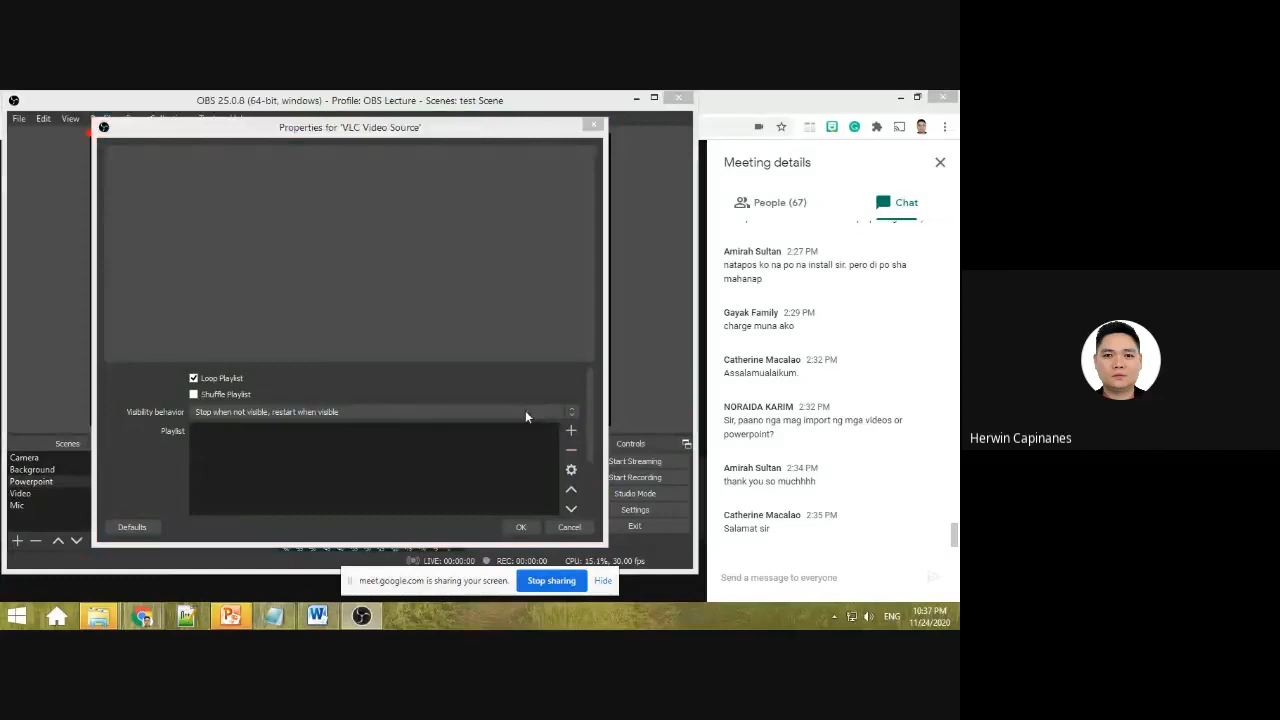 OBS 25.0.8 (64-bit, windows) - Profile: OBS Lecture - Scenes: test Scene
File Edit View
Properties for 'VLC Video Source'
Loop Playlist
Shuffle Playlist
Visibility behavior Stop when not visible, restart when visible
Playlist
Defaults OK Cancel
Scenes
Camera
Background
Powerpoint
Video
Mic
Controls
Start Streaming
Start Recording
Studio Mode
Settings
Exit
LIVE: 00:00:00 REC: 00:00:00 CPU: 15.1%, 30.00 fps
meet.google.com is sharing your screen. Stop sharing Hide
Meeting details
People (67) Chat
Amirah Sultan 2:27 PM
natapos ko na po na install sir. pero di po sha
mahanap
Gayak Family 2:29 PM
charge muna ako
Catherine Macalao 2:32 PM
Assalamualaikum.
NORAIDA KARIM 2:32 PM
Sir, paano nga mag import ng mga videos or
powerpoint?
Amirah Sultan 2:34 PM
thank you so muchhhh
Catherine Macalao 2:35 PM
Salamat sir
Send a message to everyone
ENG 10:37 PM
11/24/2020
Herwin Capinanes